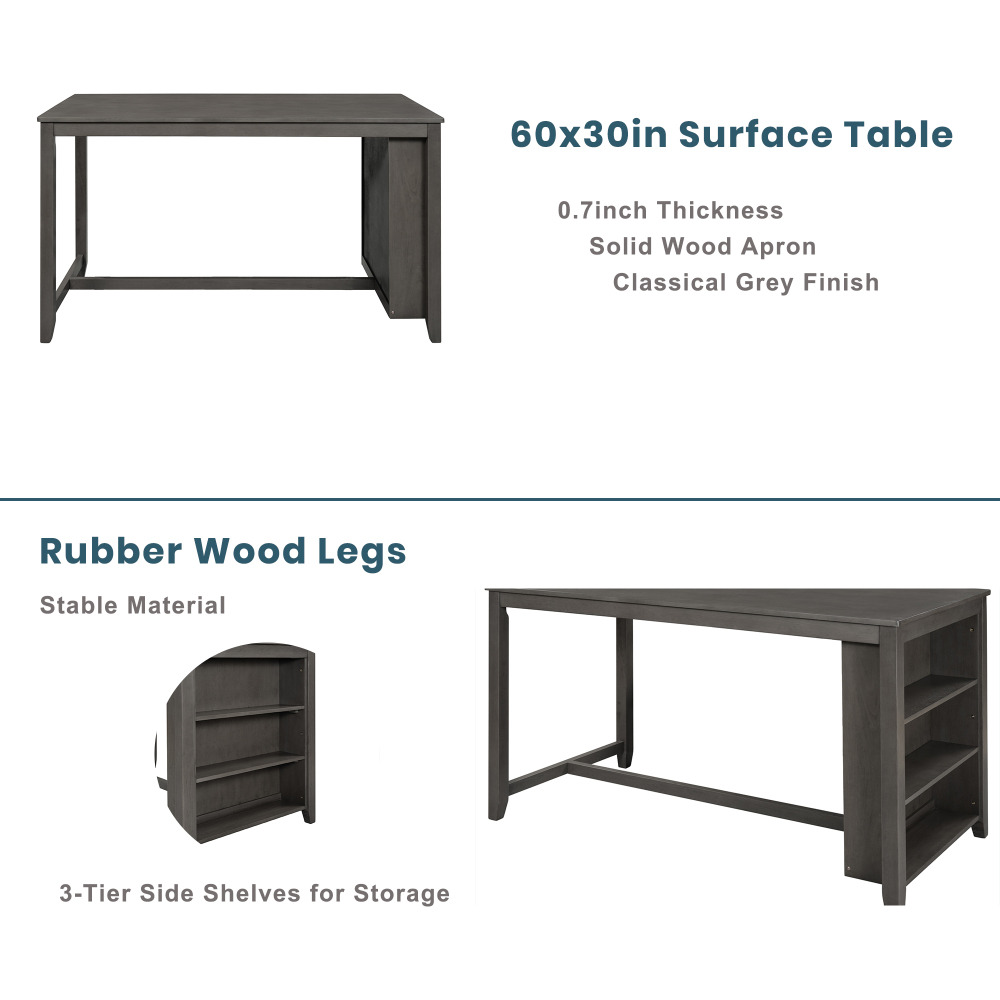 60x30in Surface Table
0.7inch Thickness
Solid Wood Apron
Classical Grey Finish
Rubber Wood Legs
Stable Material
3-Tier Side Shelves for Storage